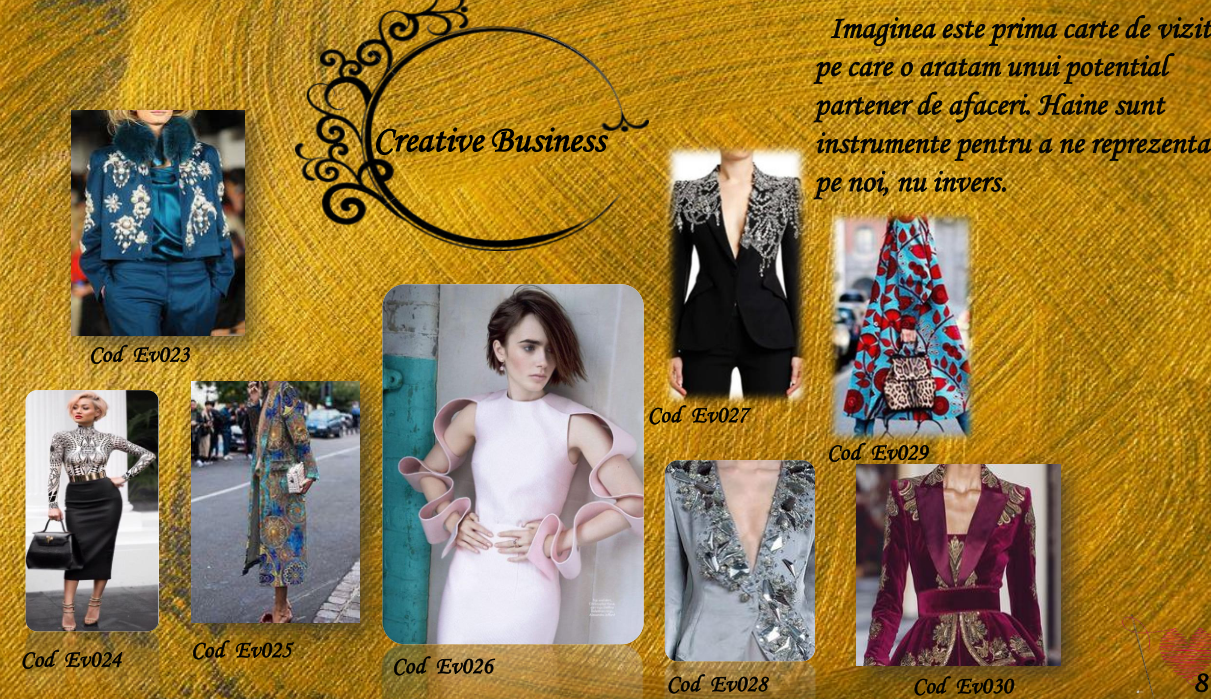 Imaginea este prima carte de vizit
pe care o aratam unui potential
partener de afaceri. Haine sunt
instrumente pentru a ne reprezenta
pe noi, nu invers.
Creative Business
Cod Ev023
Cod Ev024
Cod Ev025
Cod Ev026
Cod Ev027
Cod Ev028
Cod Ev029
Cod Ev030
8